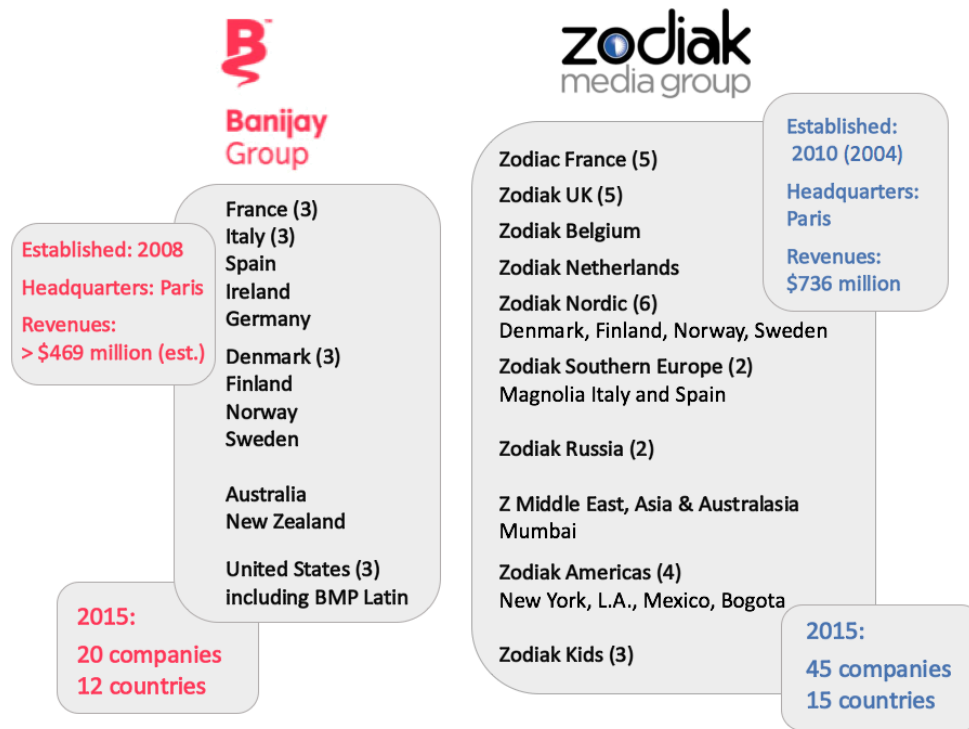 B
Banijay
Group
Established: 2008
Headquarters: Paris
Revenues:
> $469 million (est.)
France (3)
Italy (3)
Spain
Ireland
Germany
Denmark (3)
Finland
Norway
Sweden
Australia
New Zealand
United States (3)
including BMP Latin
2015:
20 companies
12 countries
zodiak
media group
Established:
2010 (2004)
Headquarters:
Paris
Revenues:
$736 million
Zodiac France (5)
Zodiak UK (5)
Zodiak Belgium
Zodiak Netherlands
Zodiak Nordic (6)
Denmark, Finland, Norway, Sweden
Zodiak Southern Europe (2)
Magnolia Italy and Spain
Zodiak Russia (2)
Z Middle East, Asia & Australasia
Mumbai
Zodiak Americas (4)
New York, L.A., Mexico, Bogota
Zodiak Kids (3)
2015:
45 companies
15 countries